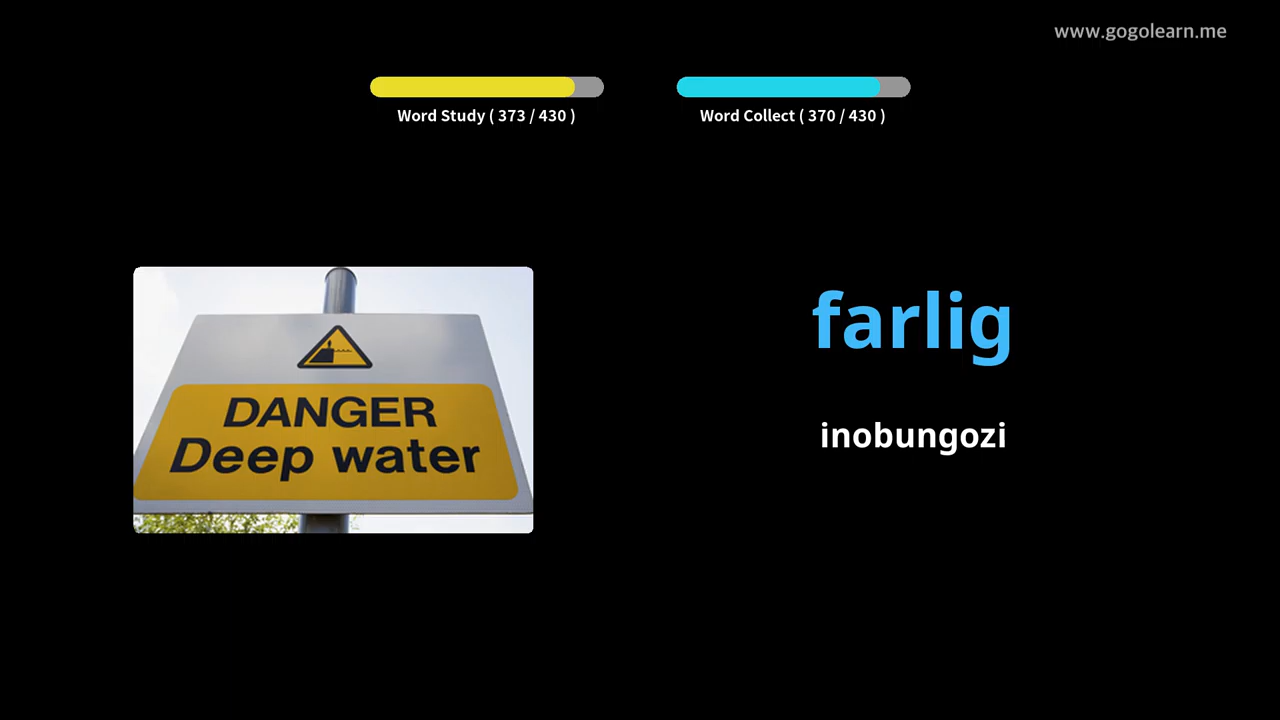 www.gogolearn.me
Word Study ( 373 / 430 )
Word Collect ( 370 / 430 )
DANGER
Deep water
farlig
inobungozi